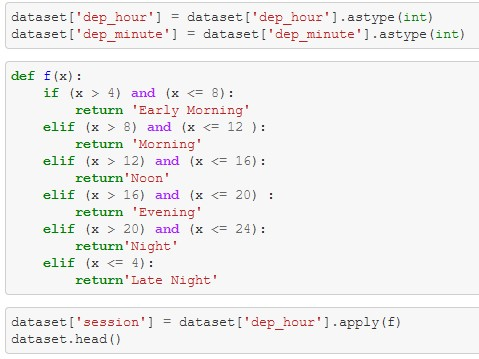 dataset['dep_hour'] = dataset['dep_hour'].astype(int)
dataset['dep_minute'] = dataset['dep_minute'].astype(int)
def f(x):
    if (x > 4) and (x <= 8):
        return 'Early Morning'
    elif (x > 8) and (x <= 12 ):
        return 'Morning'
    elif (x > 12) and (x <= 16):
        return'Noon'
    elif (x > 16) and (x <= 20) :
        return 'Evening'
    elif (x > 20) and (x <= 24):
        return'Night'
    elif (x <= 4):
        return'Late Night'
dataset['session'] = dataset['dep_hour'].apply(f)
dataset.head()